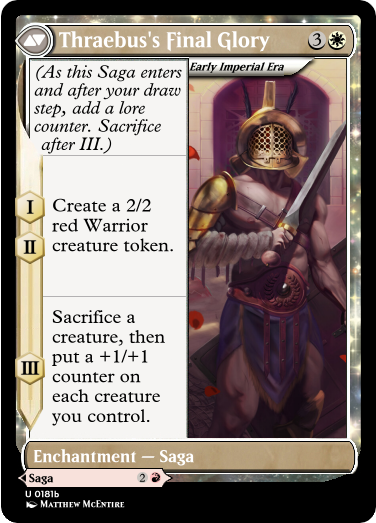 Thraebus's Final Glory 3
Early Imperial Era
(As this Saga enters
and after your draw
step, add a lore
counter. Sacrifice
after III.)
I
II
Create a 2/2
red Warrior
creature token.
III
Sacrifice a
creature, then
put a +1/+1
counter on
each creature
you control.
Enchantment — Saga
Saga 2
U 0181b
Matthew McEntire